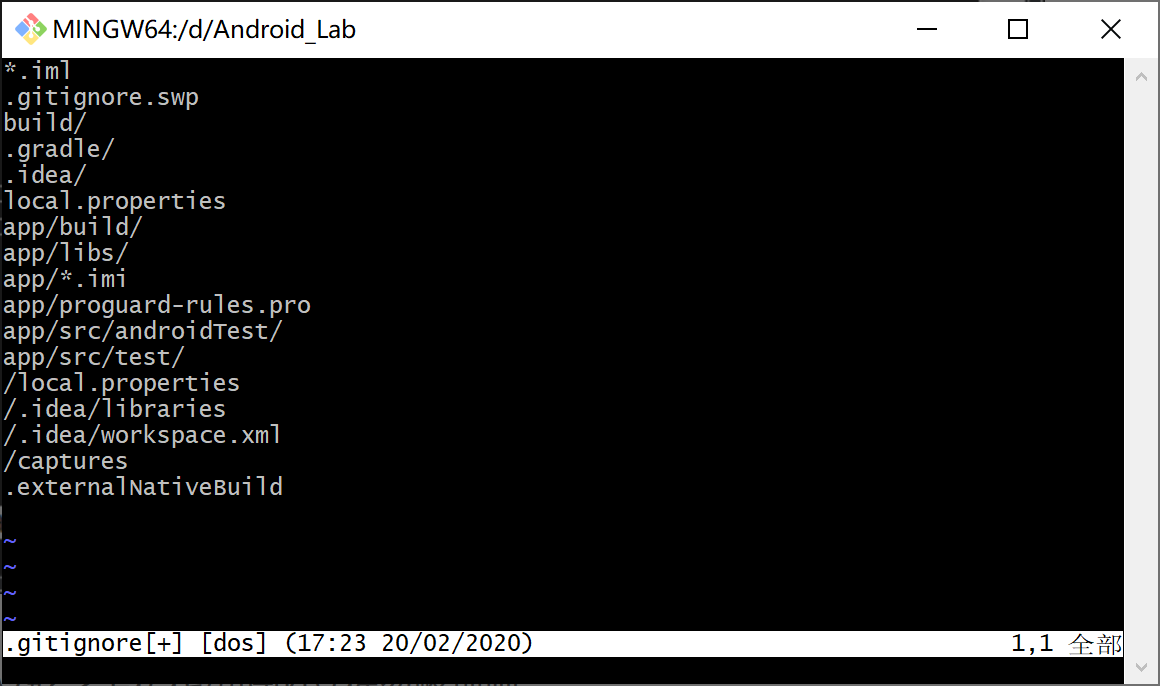 MINGW64:/d/Android_Lab
*.iml
.gitignore.swp
build/
.gradle/
.idea/
local.properties
app/build/
app/libs/
app/*.imi
app/proguard-rules.pro
app/src/androidTest/
app/src/test/
/local.properties
/.idea/libraries
/.idea/workspace.xml
/captures
.externalNativeBuild
~
~
~
~
.gitignore[+] [dos] (17:23 20/02/2020) 1,1 全部